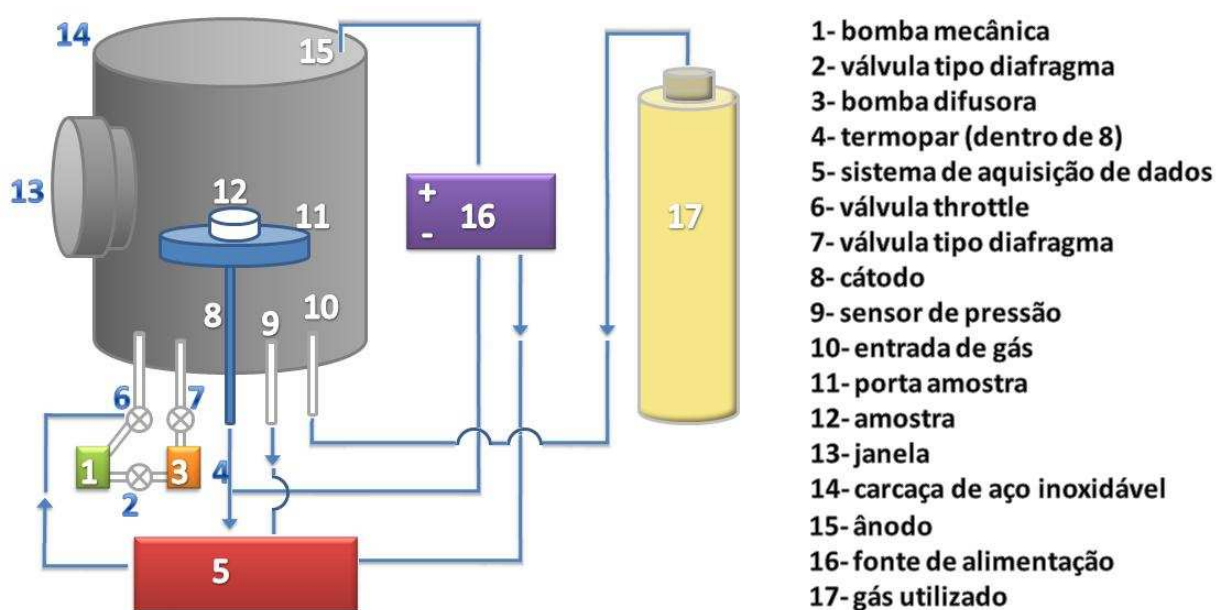 14
15
13
12
11
+
-
16
17
8
9
10
6
7
1
3
4
2
5
1- bomba mecânica
2- válvula tipo diafragma
3- bomba difusora
4- termopar (dentro de 8)
5- sistema de aquisição de dados
6- válvula throttle
7- válvula tipo diafragma
8- cátodo
9- sensor de pressão
10- entrada de gás
11- porta amostra
12- amostra
13- janela
14- carcaça de aço inoxidável
15- ânodo
16- fonte de alimentação
17- gás utilizado